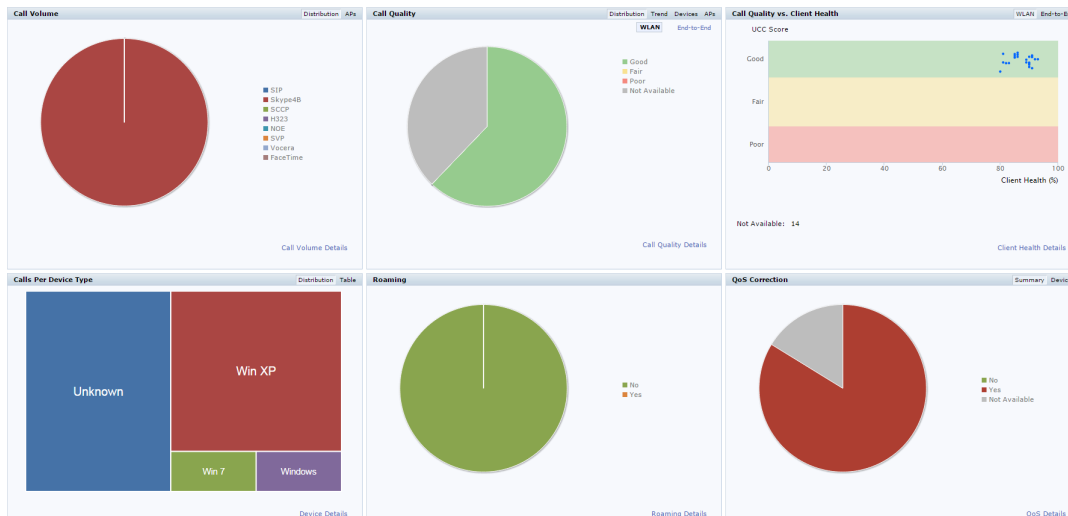 Call Volume
Distribution APs
SIP
Skype4B
SCCP
H323
NOE
SVP
Vocera
FaceTime
Call Volume Details
Call Quality
Distribution Trend Devices APs
WLAN End-to-End
Good
Fair
Poor
Not Available
Call Quality Details
Call Quality vs. Client Health
WLAN End-to-E
UCC Score
Good
Fair
Poor
0 20 40 60 80 100
Client Health (%)
Not Available: 14
Client Health Details
Calls Per Device Type
Distribution Table
Unknown
Win XP
Win 7
Windows
Device Details
Roaming
No
Yes
Roaming Details
QoS Correction
Summary Devic
No
Yes
Not Available
QoS Details